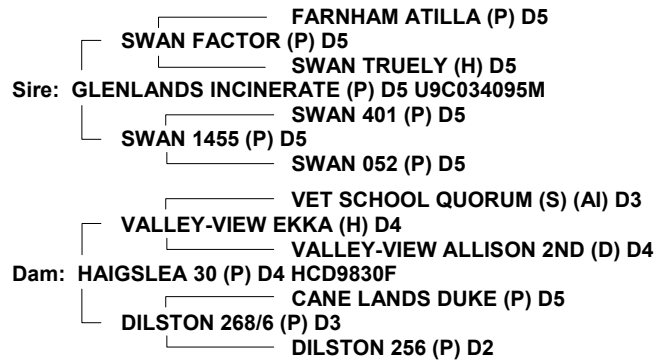 FARNHAM ATILLA (P) D5
SWAN FACTOR (P) D5
SWAN TRUELY (H) D5
Sire: GLENLANDS INCINERATE (P) D5 U9C034095M
SWAN 401 (P) D5
SWAN 1455 (P) D5
SWAN 052 (P) D5
VET SCHOOL QUORUM (S) (AI) D3
VALLEY-VIEW EKKA (H) D4
VALLEY-VIEW ALLISON 2ND (D) D4
Dam: HAIGSLEA 30 (P) D4 HCD9830F
CANE LANDS DUKE (P) D5
DILSTON 268/6 (P) D3
DILSTON 256 (P) D2